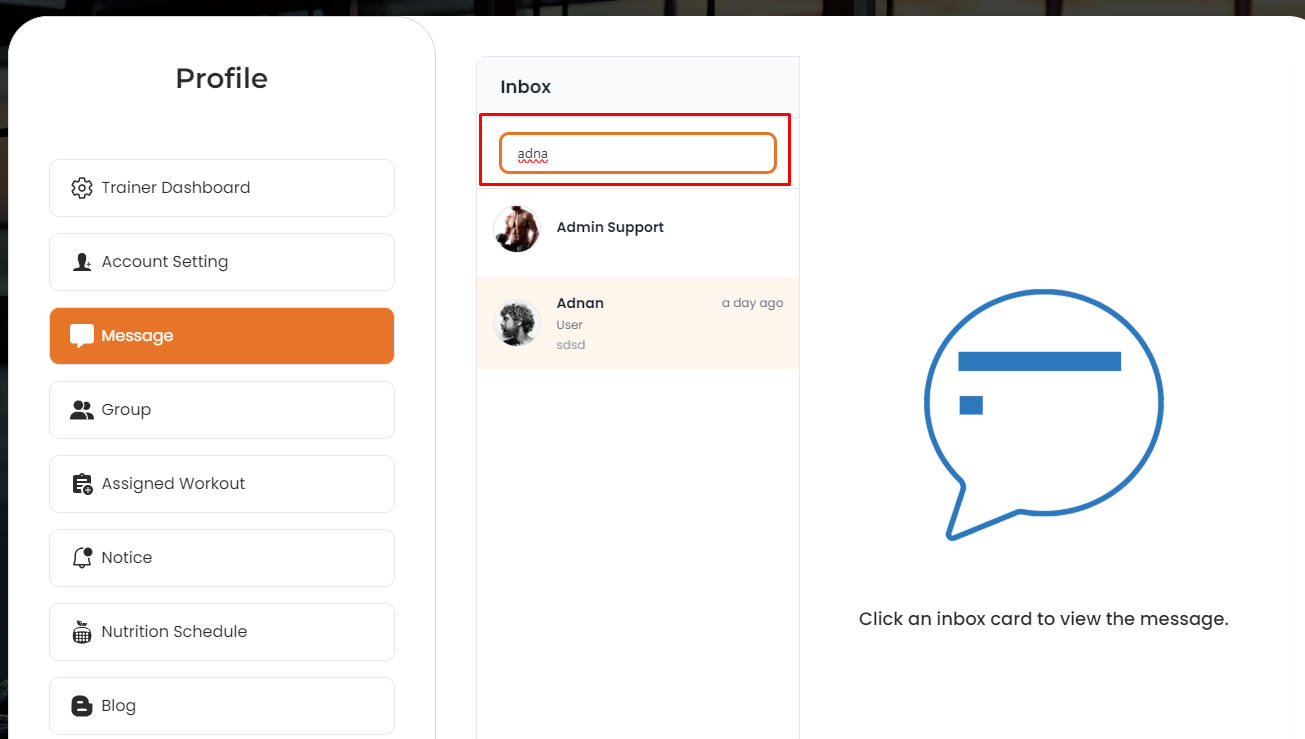 Profile
Trainer Dashboard
Account Setting
Message
Group
Assigned Workout
Notice
Nutrition Schedule
Blog
Inbox
adna
Admin Support
Adnan
a day ago
User
sdsd
Click an inbox card to view the message.